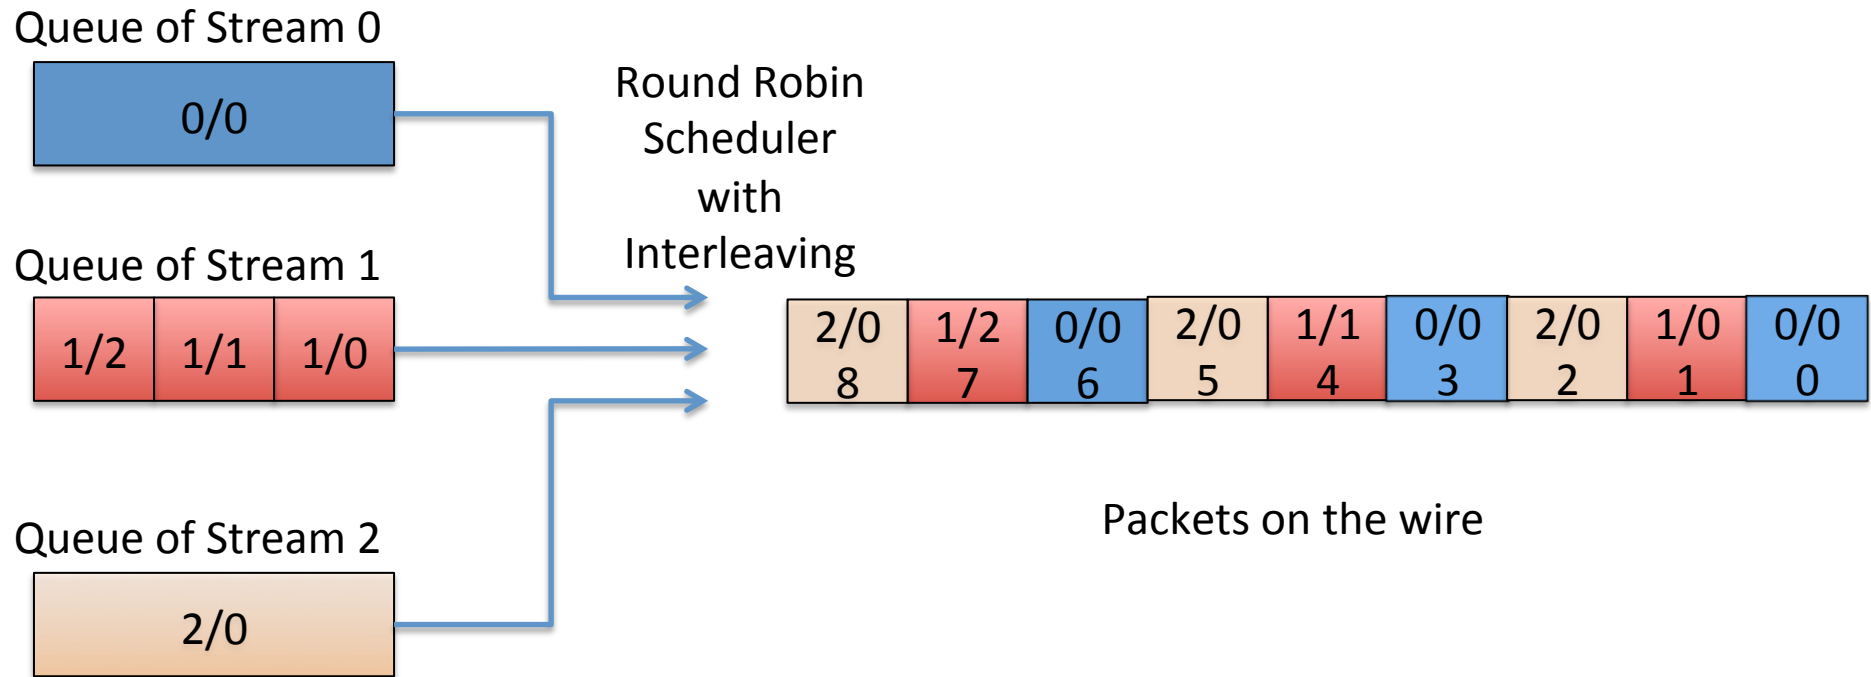 Queue of Stream 0
0/0
Round Robin
Scheduler
with
Interleaving
Queue of Stream 1
1/2 1/1 1/0
2/0 1/2 0/0 2/0 1/1 0/0 2/0 1/0 0/0
8 7 6 5 4 3 2 1 0
Packets on the wire
Queue of Stream 2
2/0